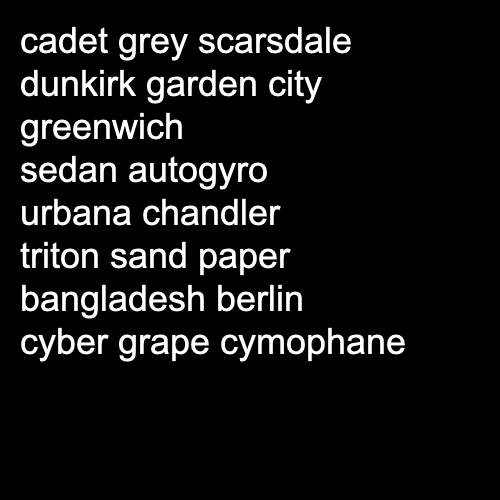 cadet grey scarsdale
dunkirk garden city
greenwich
sedan autogyro
urbana chandler
triton sand paper
bangladesh berlin
cyber grape cymophane